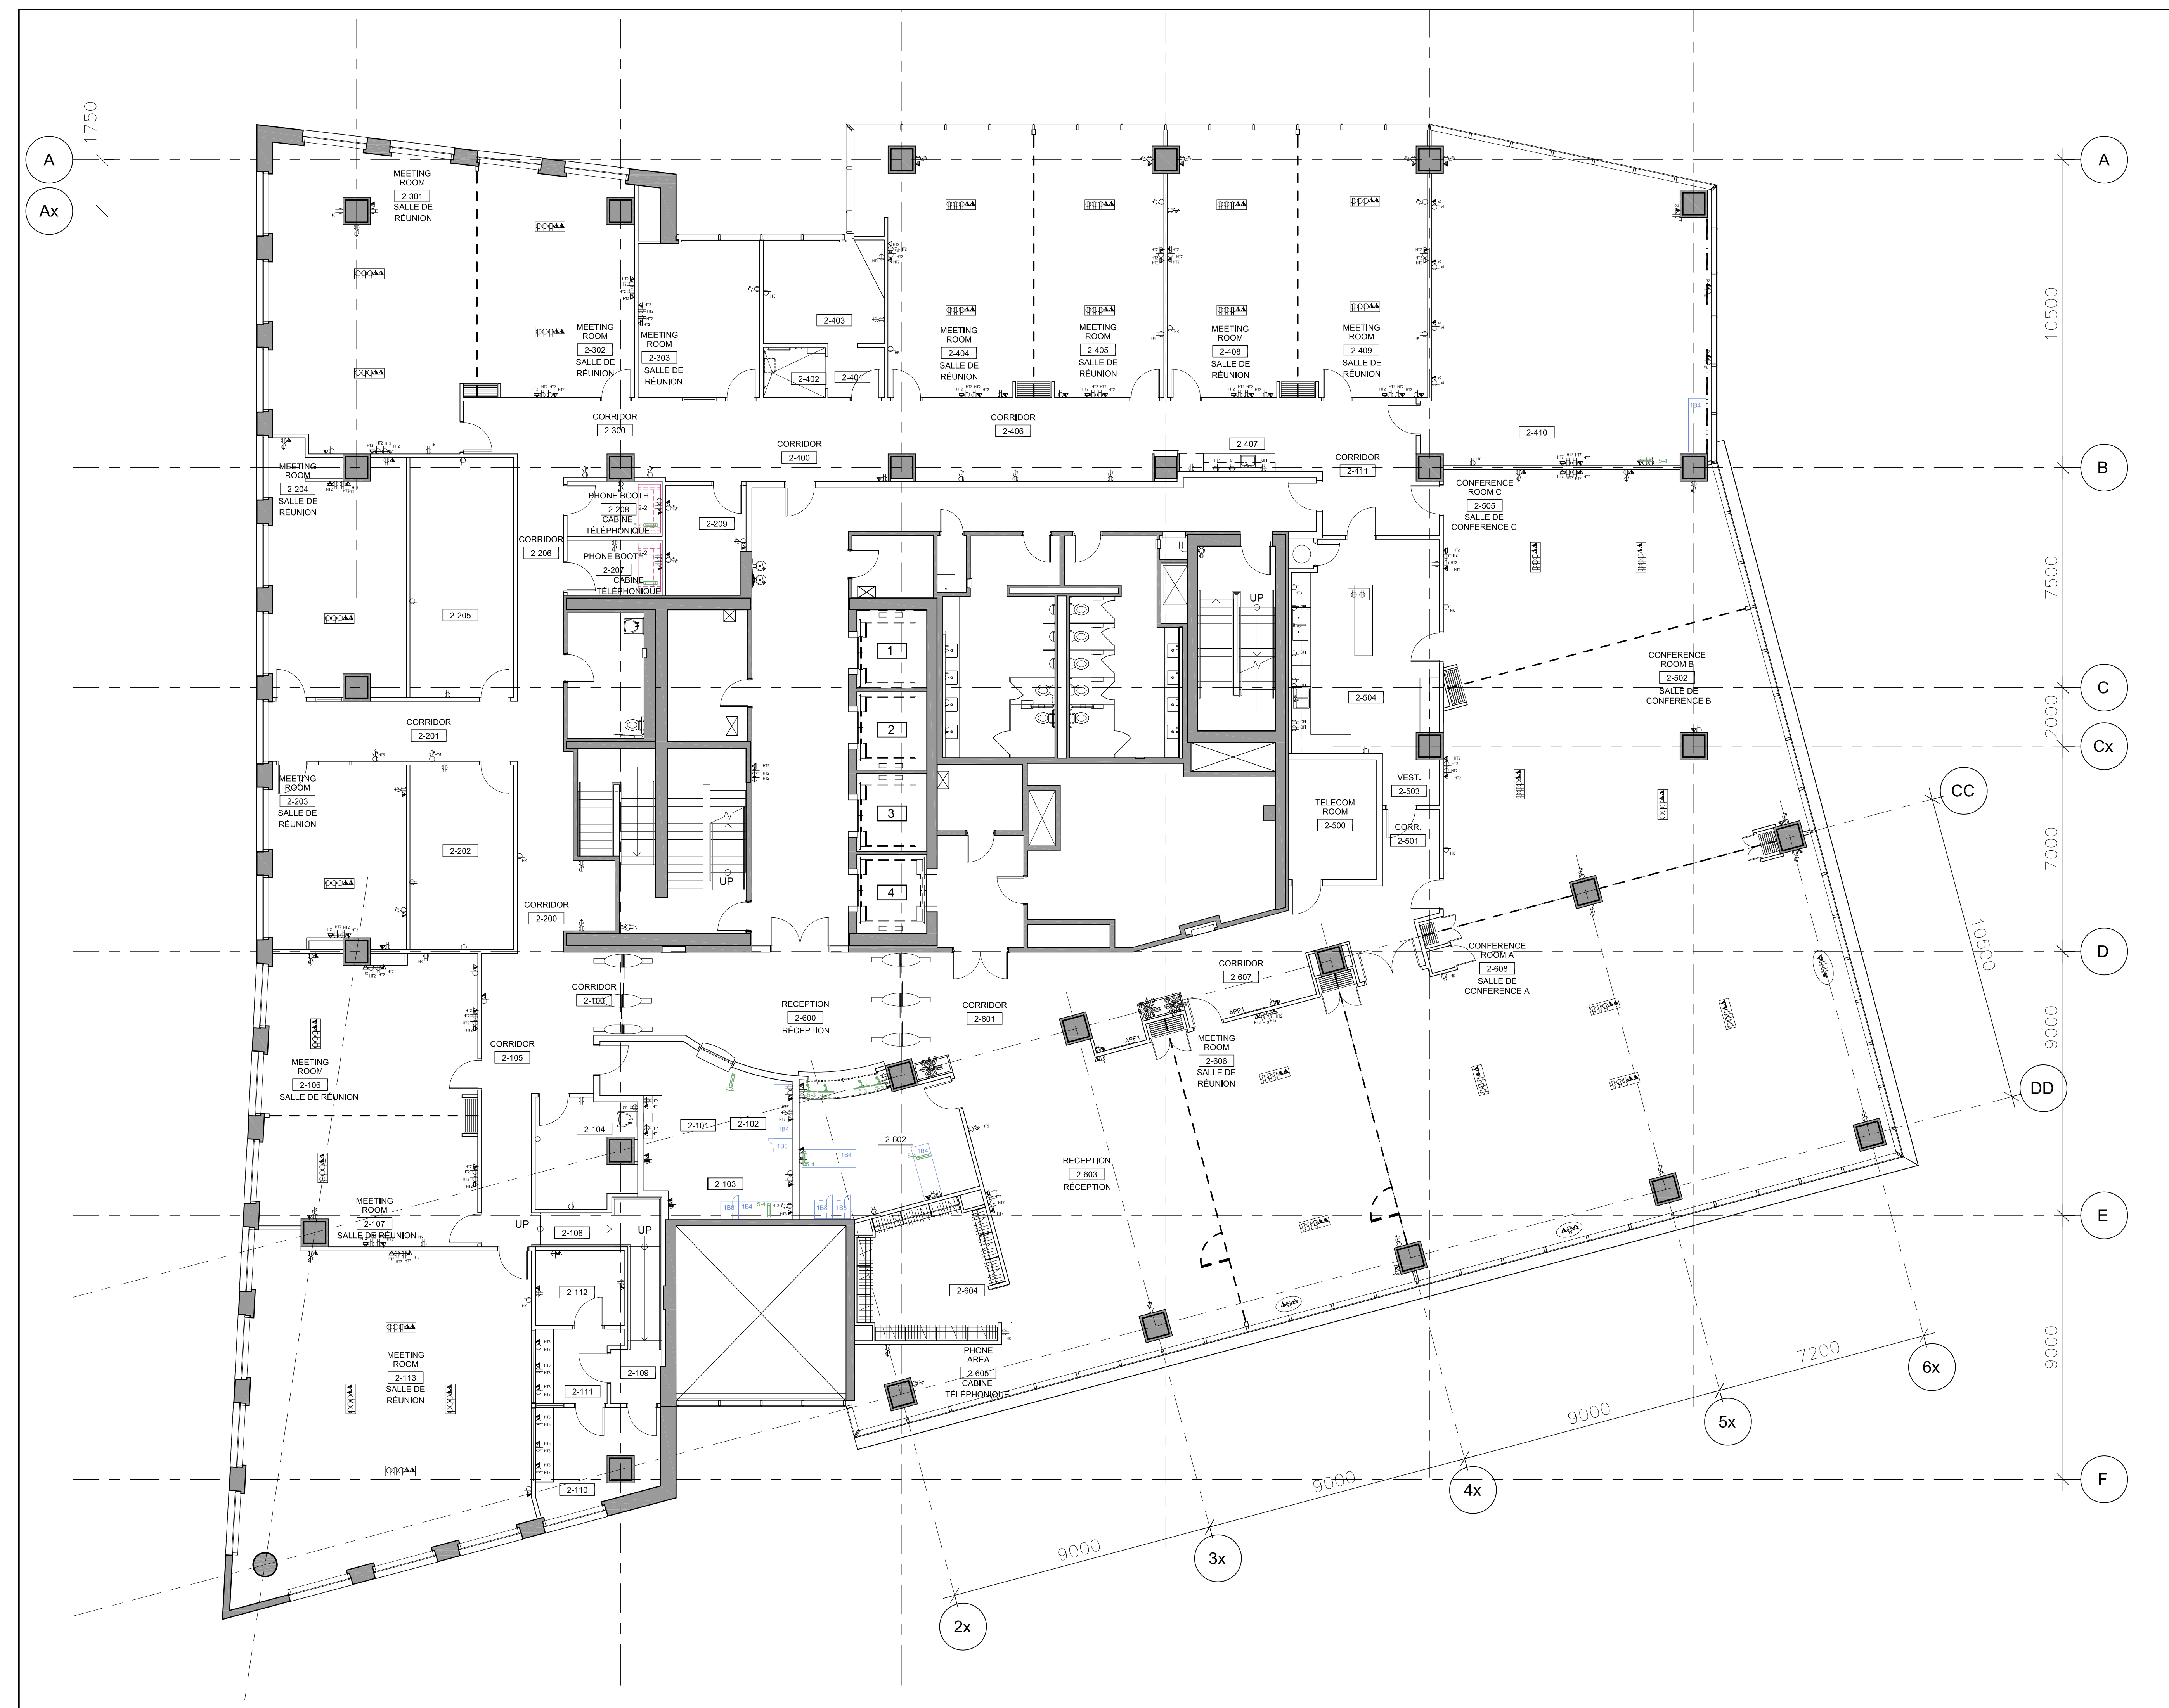 1750
A
A
Ax
MEETING
ROOM
2-301
SALLE DE
RÉUNION
MEETING
ROOM
2-302
SALLE DE
RÉUNION
MEETING
ROOM
2-303
SALLE DE
RÉUNION
2-403
2-402
2-401
MEETING
ROOM
2-404
SALLE DE
RÉUNION
MEETING
ROOM
2-405
SALLE DE
RÉUNION
MEETING
ROOM
2-408
SALLE DE
RÉUNION
MEETING
ROOM
2-409
SALLE DE
RÉUNION
10500
1B4
CORRIDOR
2-300
CORRIDOR
2-400
CORRIDOR
2-406
2-407
CORRIDOR
2-411
2-410
B
MEETING
ROOM
2-204
SALLE DE
RÉUNION
PHONE BOOTH
2-208
CABINE
TÉLÉPHONIQUE
2-209
CONFERENCE
ROOM C
2-505
SALLE DE
CONFERENCE C
CORRIDOR
2-206
PHONE BOOTH
2-207
CABINE
TÉLÉPHONIQUE
2-205
7500
UP
1
CONFERENCE
ROOM B
2-502
SALLE DE
CONFERENCE B
2-504
C
CORRIDOR
2-201
2
2000
Cx
MEETING
ROOM
2-203
SALLE DE
RÉUNION
VEST.
2-503
CC
3
TELECOM
ROOM
2-500
CORR.
2-501
2-202
7000
UP
4
CORRIDOR
2-200
10500
CONFERENCE
ROOM A
2-608
SALLE DE
CONFERENCE A
D
CORRIDOR
2-607
CORRIDOR
2-100
RECEPTION
2-600
RÉCEPTION
CORRIDOR
2-601
APP1
APP1
9000
CORRIDOR
2-105
MEETING
ROOM
2-606
SALLE DE
RÉUNION
MEETING
ROOM
2-106
SALLE DE RÉUNION
DD
2-104
2-101
2-102
1B4
1B8
2-602
1B4
1B4
RECEPTION
2-603
RÉCEPTION
2-103
1B8
1B4
1B8
1B8
MEETING
ROOM
2-107
SALLE DE RÉUNION
UP
2-108
UP
E
2-112
2-604
PHONE
AREA
2-605
CABINE
TÉLÉPHONIQUE
MEETING
ROOM
2-113
SALLE DE
RÉUNION
2-109
2-111
9000
7200
6x
9000
5x
9000
4x
F
2-110
9000
3x
2x